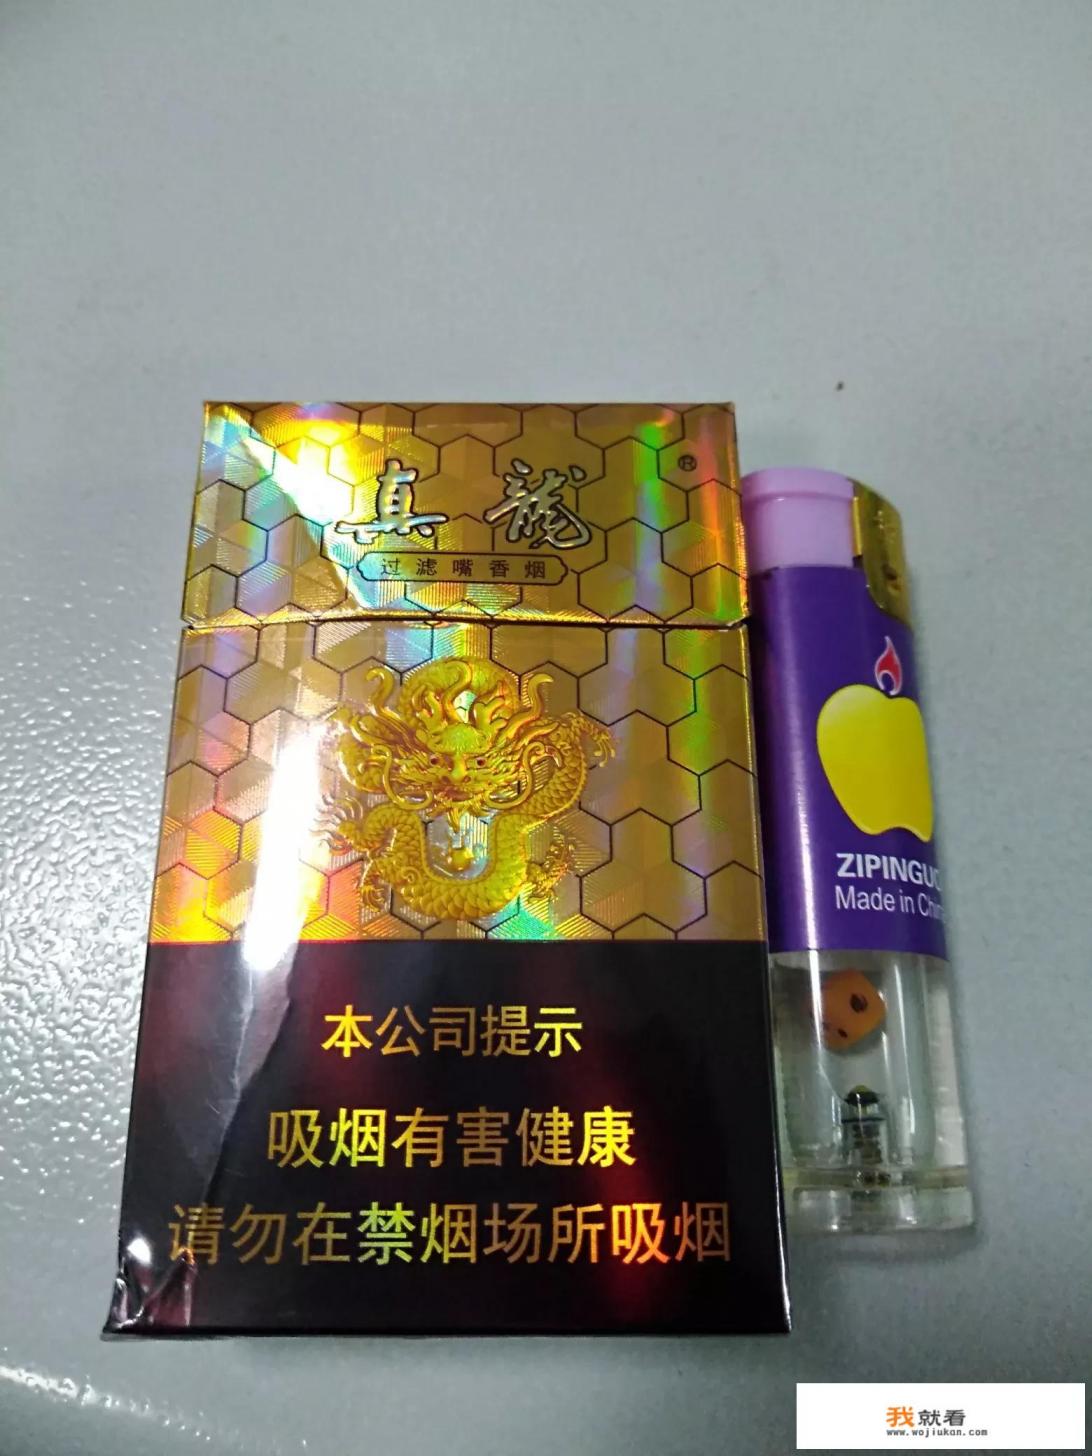 真龍
®
过滤嘴香烟
本公司提示
吸烟有害健康
请勿在禁烟场所吸烟
ZIPINGUO
Made in Chin
我就看
www.wojiukan.com